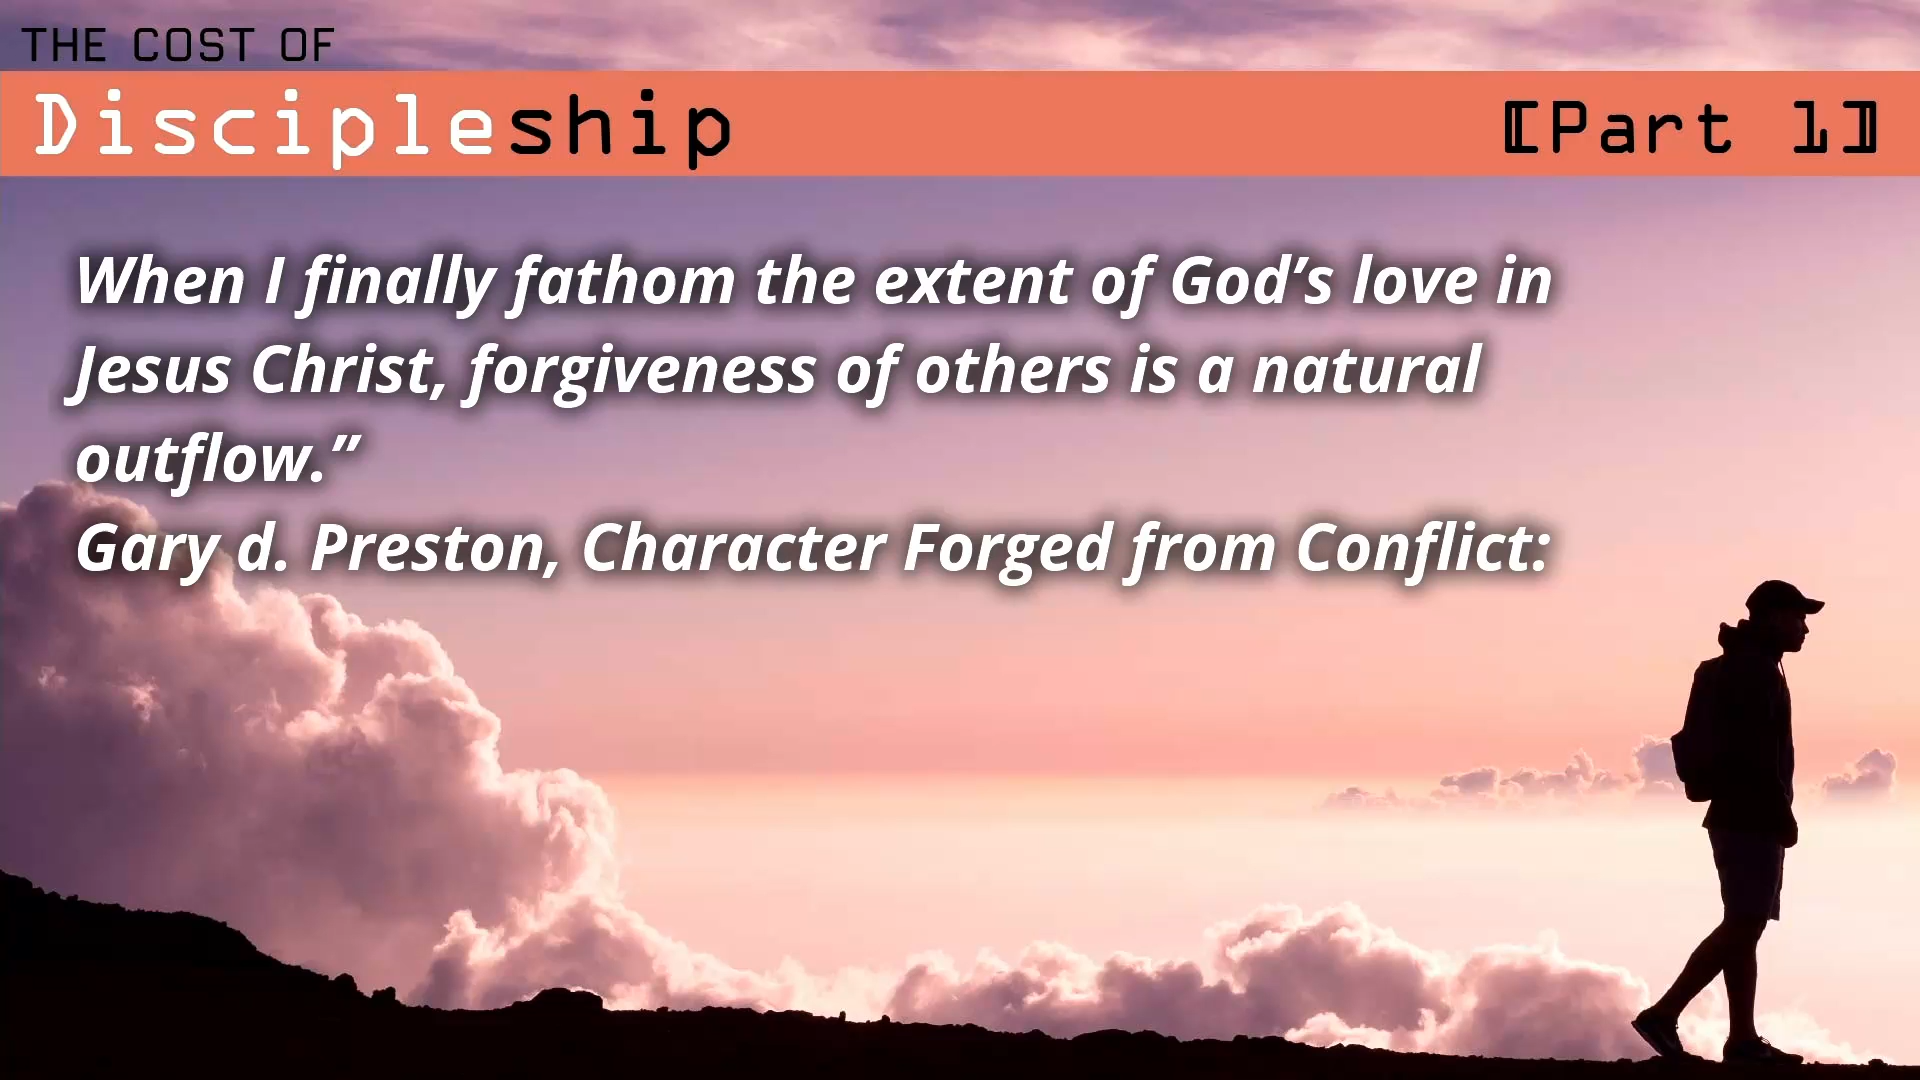 THE COST OF
Discipleship [Part 1]
When I finally fathom the extent of God’s love in
Jesus Christ, forgiveness of others is a natural
outflow.”
Gary d. Preston, Character Forged from Conflict: